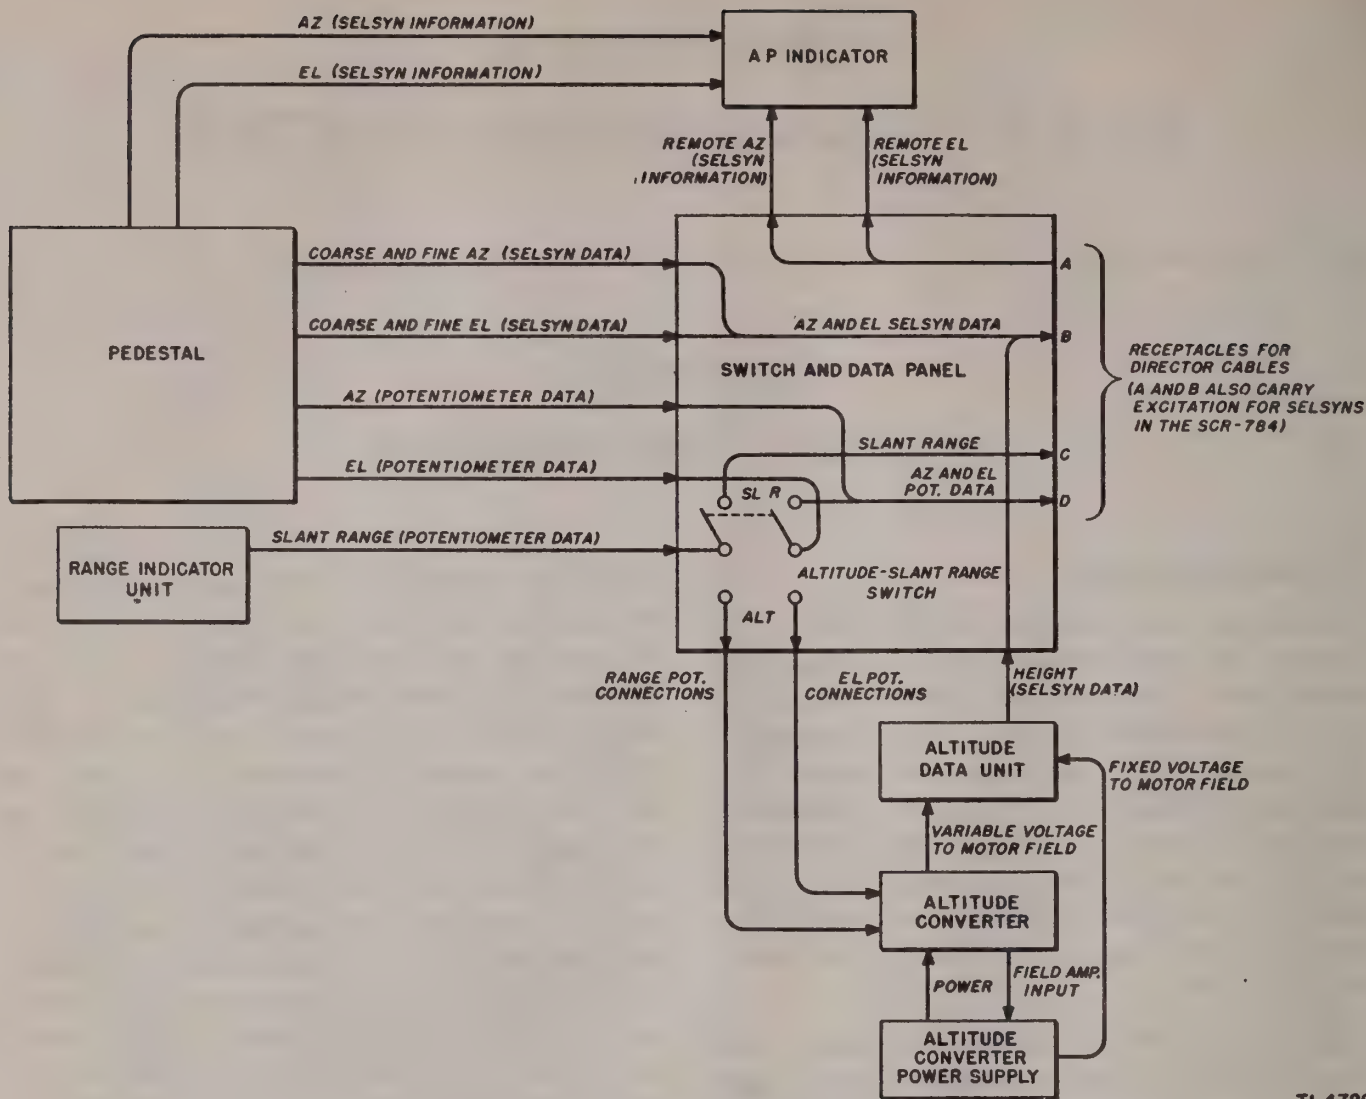 AZ (SELSYN INFORMATION)
EL (SELSYN INFORMATION)
A P INDICATOR
REMOTE AZ
(SELSYN
INFORMATION)
REMOTE EL
(SELSYN
INFORMATION)
PEDESTAL
COARSE AND FINE AZ (SELSYN DATA)
A
COARSE AND FINE EL (SELSYN DATA)
AZ AND EL SELSYN DATA
B
SWITCH AND DATA PANEL
RECEPTACLES FOR
DIRECTOR CABLES
(A AND B ALSO CARRY
EXCITATION FOR SELSYNS
IN THE SCR-784)
AZ (POTENTIOMETER DATA)
SLANT RANGE
C
EL (POTENTIOMETER DATA)
AZ AND EL
POT. DATA
D
SL R
SLANT RANGE (POTENTIOMETER DATA)
RANGE INDICATOR
UNIT
ALTITUDE-SLANT RANGE
SWITCH
ALT
RANGE POT.
CONNECTIONS
EL POT.
CONNECTIONS
HEIGHT
(SELSYN DATA)
ALTITUDE
DATA UNIT
FIXED VOLTAGE
TO MOTOR FIELD
VARIABLE VOLTAGE
TO MOTOR FIELD
ALTITUDE
CONVERTER
POWER
FIELD AMP.
INPUT
ALTITUDE
CONVERTER
POWER SUPPLY